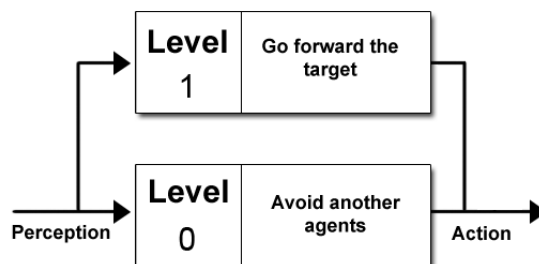 Level
1
Go forward the
target
Level
0
Avoid another
agents
Perception
Action